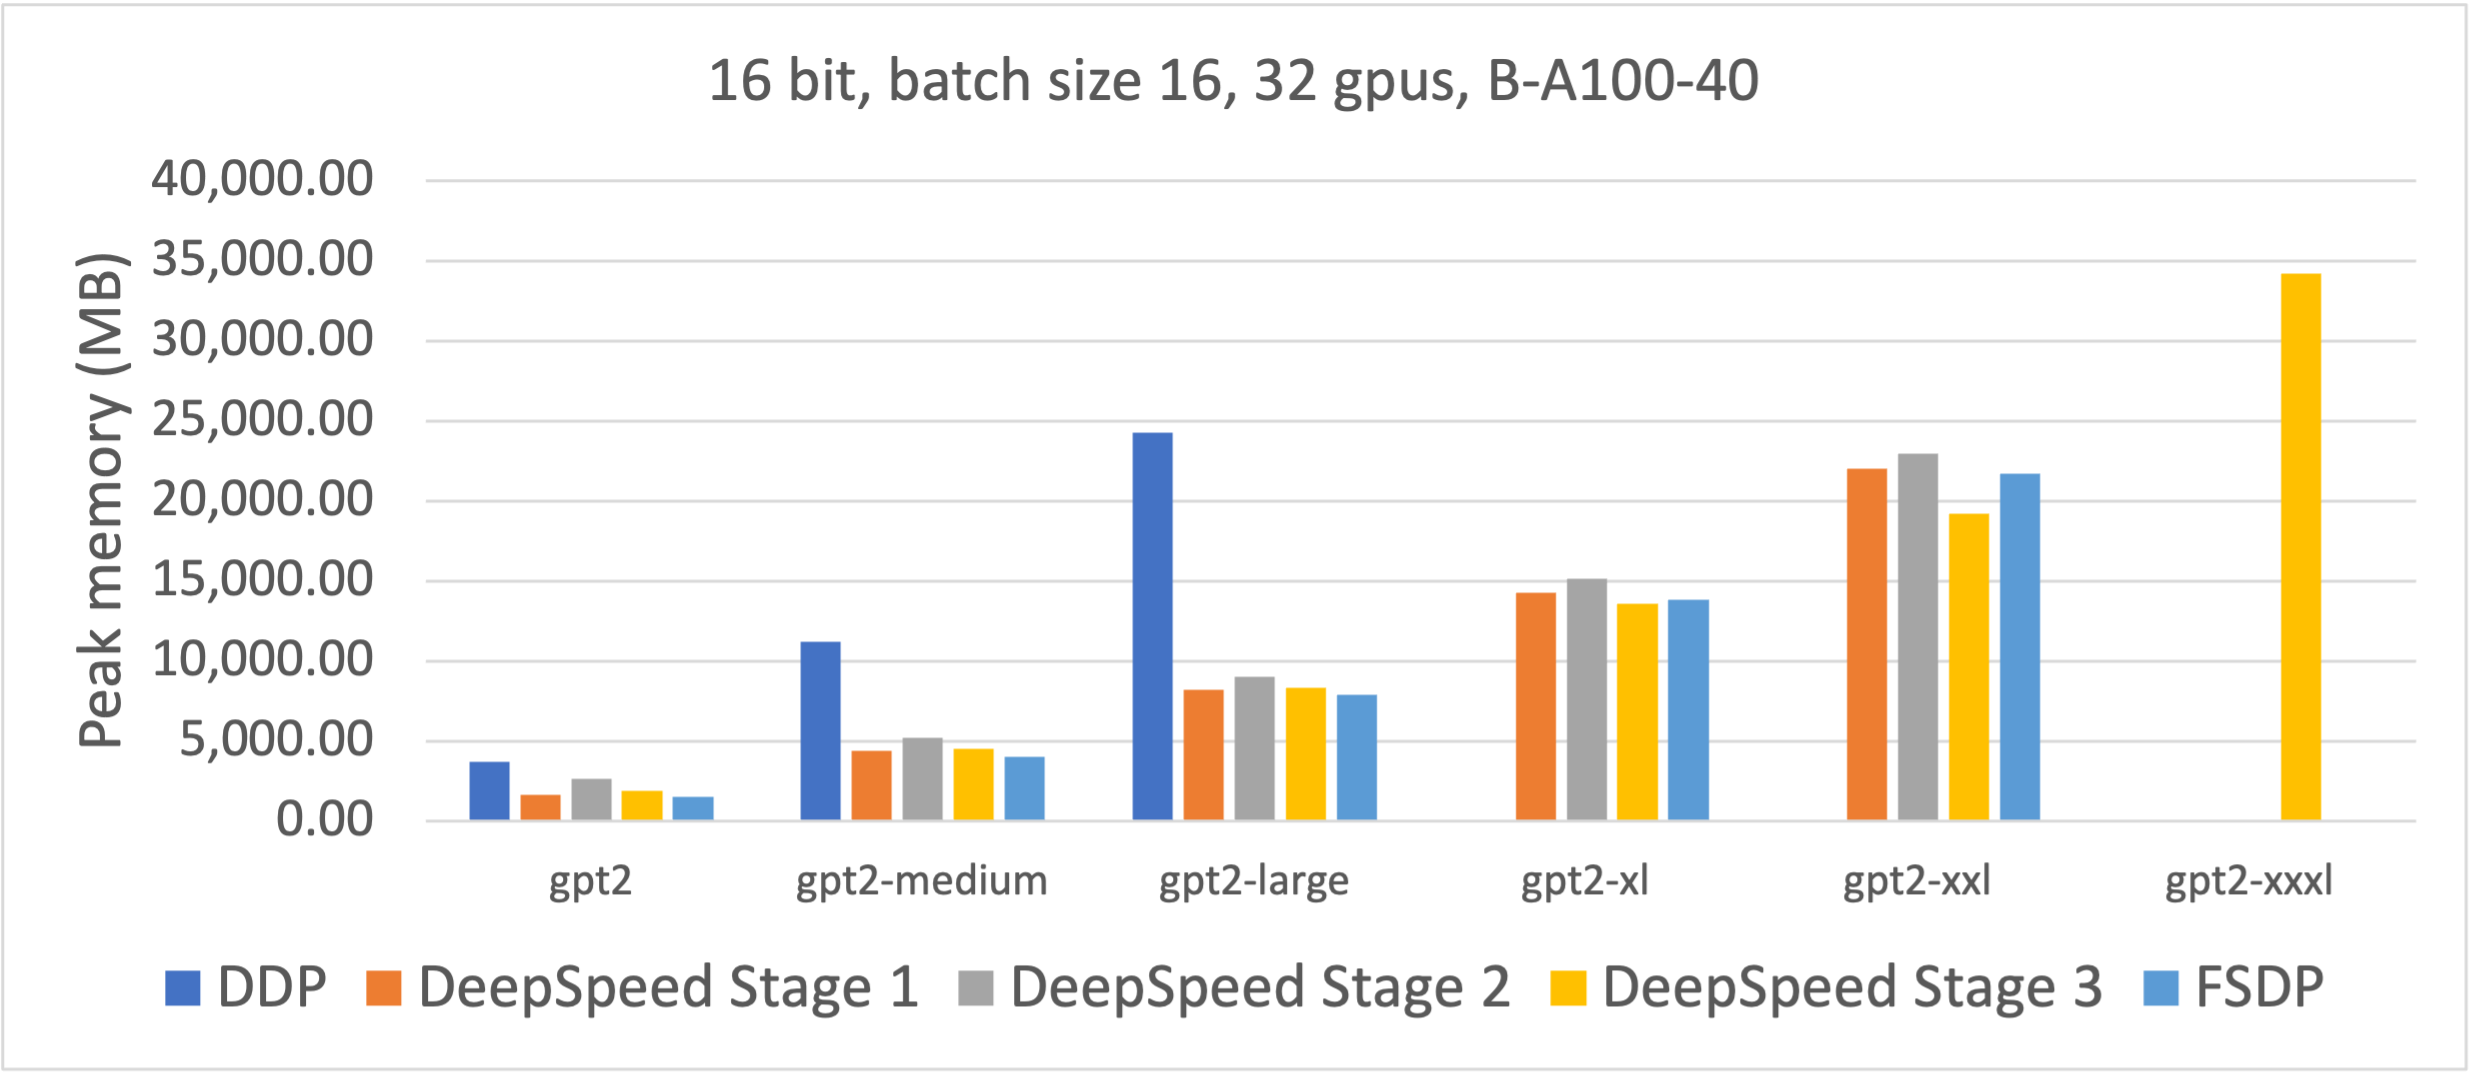 16 bit, batch size 16, 32 gpus, B-A100-40
Peak memory (MB)
40,000.00
35,000.00
30,000.00
25,000.00
20,000.00
15,000.00
10,000.00
5,000.00
0.00
gpt2 gpt2-medium gpt2-large gpt2-xl gpt2-xxl gpt2-xxxl
DDP DeepSpeed Stage 1 DeepSpeed Stage 2 DeepSpeed Stage 3 FSDP